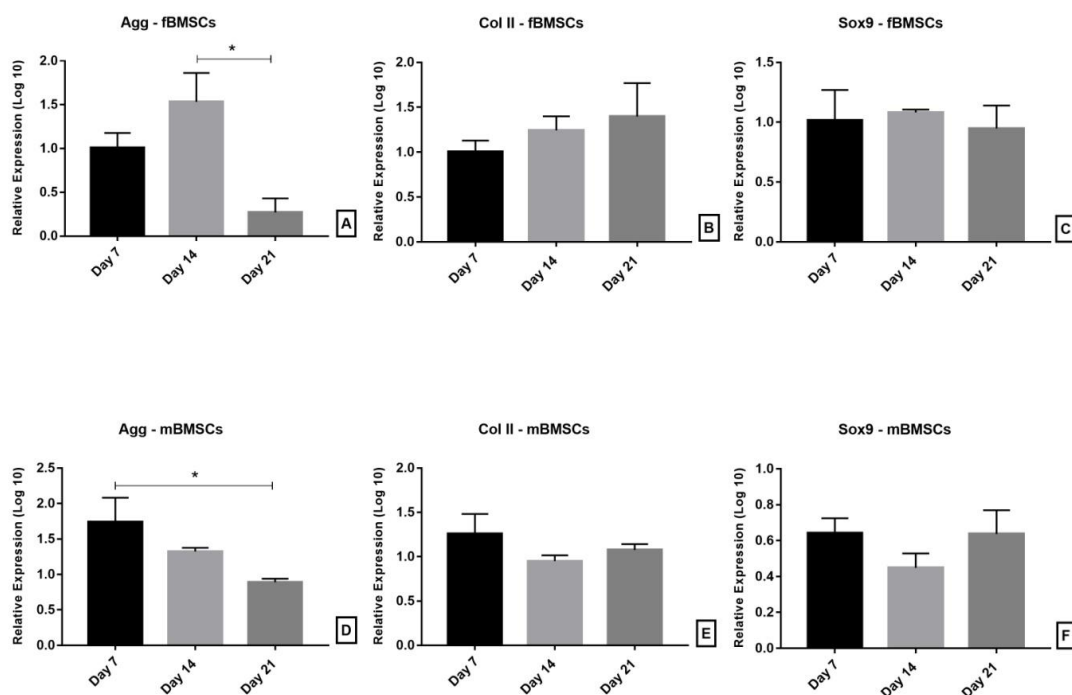 Agg - fBMSCs
*
Relative Expression (Log 10)
2.0
1.5
1.0
0.5
0.0
Day 7
Day 14
Day 21
A
Col II - fBMSCs
Relative Expression (Log 10)
2.0
1.5
1.0
0.5
0.0
Day 7
Day 14
Day 21
B
Sox9 - fBMSCs
Relative Expression (Log 10)
1.5
1.0
0.5
0.0
Day 7
Day 14
Day 21
C
Agg - mBMSCs
*
Relative Expression (Log 10)
2.5
2.0
1.5
1.0
0.5
0.0
Day 7
Day 14
Day 21
D
Col II - mBMSCs
Relative Expression (Log 10)
2.0
1.5
1.0
0.5
0.0
Day 7
Day 14
Day 21
E
Sox9 - mBMSCs
Relative Expression (Log 10)
1.0
0.8
0.6
0.4
0.2
0.0
Day 7
Day 14
Day 21
F